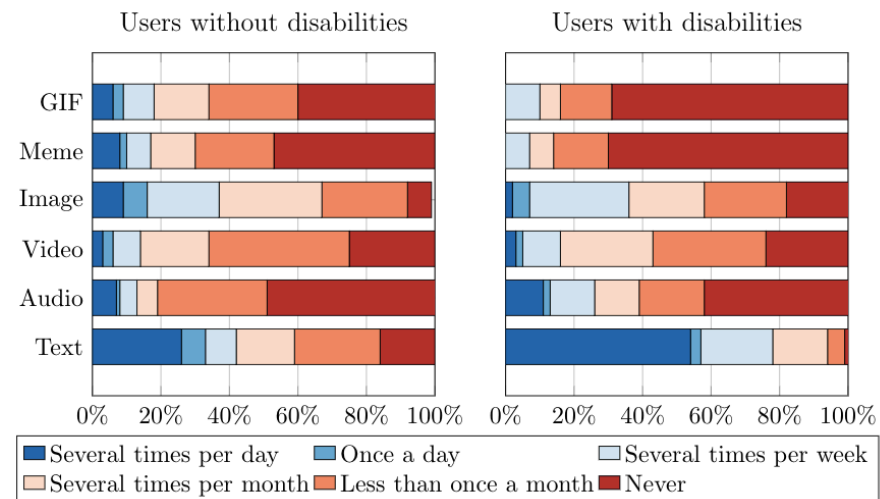 Users without disabilities
Users with disabilities
GIF
Meme
Image
Video
Audio
Text
0% 20% 40% 60% 80% 100%
0% 20% 40% 60% 80% 100%
Several times per day Once a day Several times per week
Several times per month Less than once a month Never